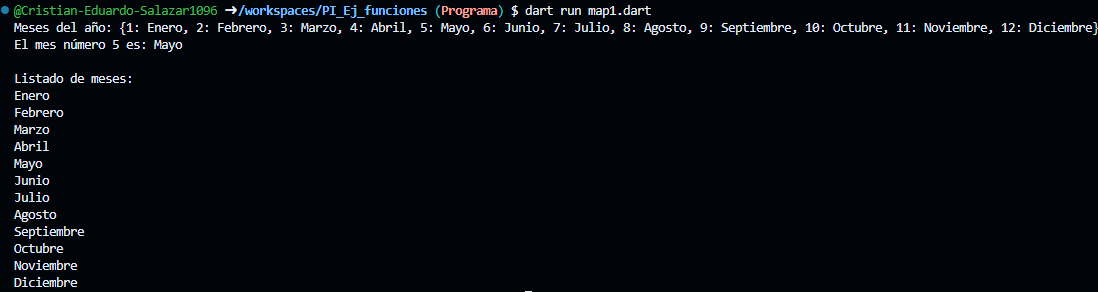 @Cristian-Eduardo-Salazar1096 ➜/workspaces/PI_Ej_funciones (Programa) $ dart run map1.dart
Meses del año: {1: Enero, 2: Febrero, 3: Marzo, 4: Abril, 5: Mayo, 6: Junio, 7: Julio, 8: Agosto, 9: Septiembre, 10: Octubre, 11: Noviembre, 12: Diciembre}
El mes número 5 es: Mayo
Listado de meses:
Enero
Febrero
Marzo
Abril
Mayo
Junio
Julio
Agosto
Septiembre
Octubre
Noviembre
Diciembre